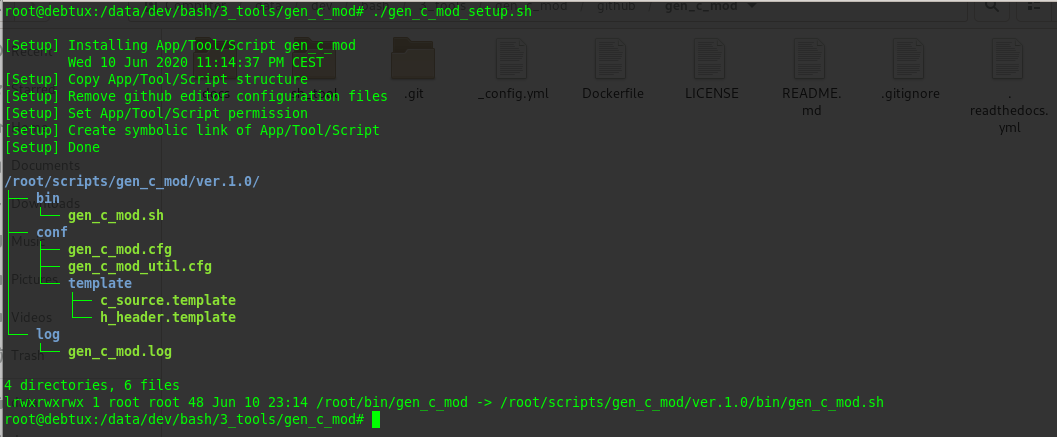 root@debtux:/data/dev/bash/3_tools/gen_c_mod# ./gen_c_mod_setup.sh
github
gen_c_mod
[Setup] Installing App/Tool/Script gen_c_mod
Wed 10 Jun 2020 11:14:37 PM CEST
[Setup] Copy App/Tool/Script structure
[Setup] Remove github editor configuration files
[Setup] Set App/Tool/Script permission
[setup] Create symbolic link of App/Tool/Script
[Setup] Done
.git
_config.yml
Dockerfile
LICENSE
README.
md
.gitignore
.
readthedocs.
yml
Documents
/root/scripts/gen_c_mod/ver.1.0/
├── bin
Downloads
│   └── gen_c_mod.sh
├── conf
Music
│   ├── gen_c_mod.cfg
│   ├── gen_c_mod_util.cfg
Pictures
│   └── template
│       ├── c_source.template
Videos
│       └── h_header.template
└── log
Trash
    └── gen_c_mod.log
4 directories, 6 files
lrwxrwxrwx 1 root root 48 Jun 10 23:14 /root/bin/gen_c_mod -> /root/scripts/gen_c_mod/ver.1.0/bin/gen_c_mod.sh
root@debtux:/data/dev/bash/3_tools/gen_c_mod#